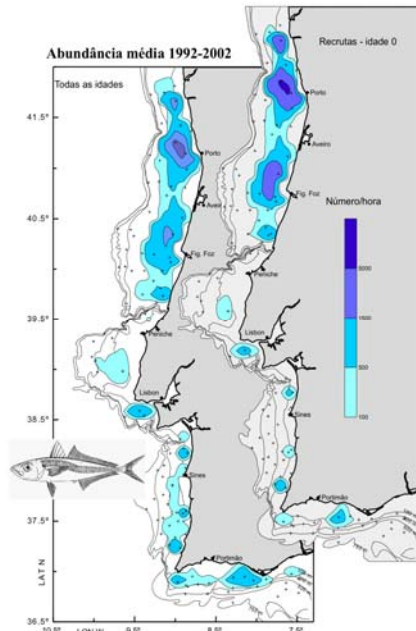 Abundância média 1992-2002
Recrutas - idade 0
Todas as idades
41.5°
40.5°
39.5°
38.5°
37.5°
36.5°
LAT N
Porto
Aveiro
Fig. Foz
Peniche
Lisbon
Sines
Portimão
Porto
Aveiro
Fig. Foz
Peniche
Lisbon
Sines
Portimão
Número/hora
500
100